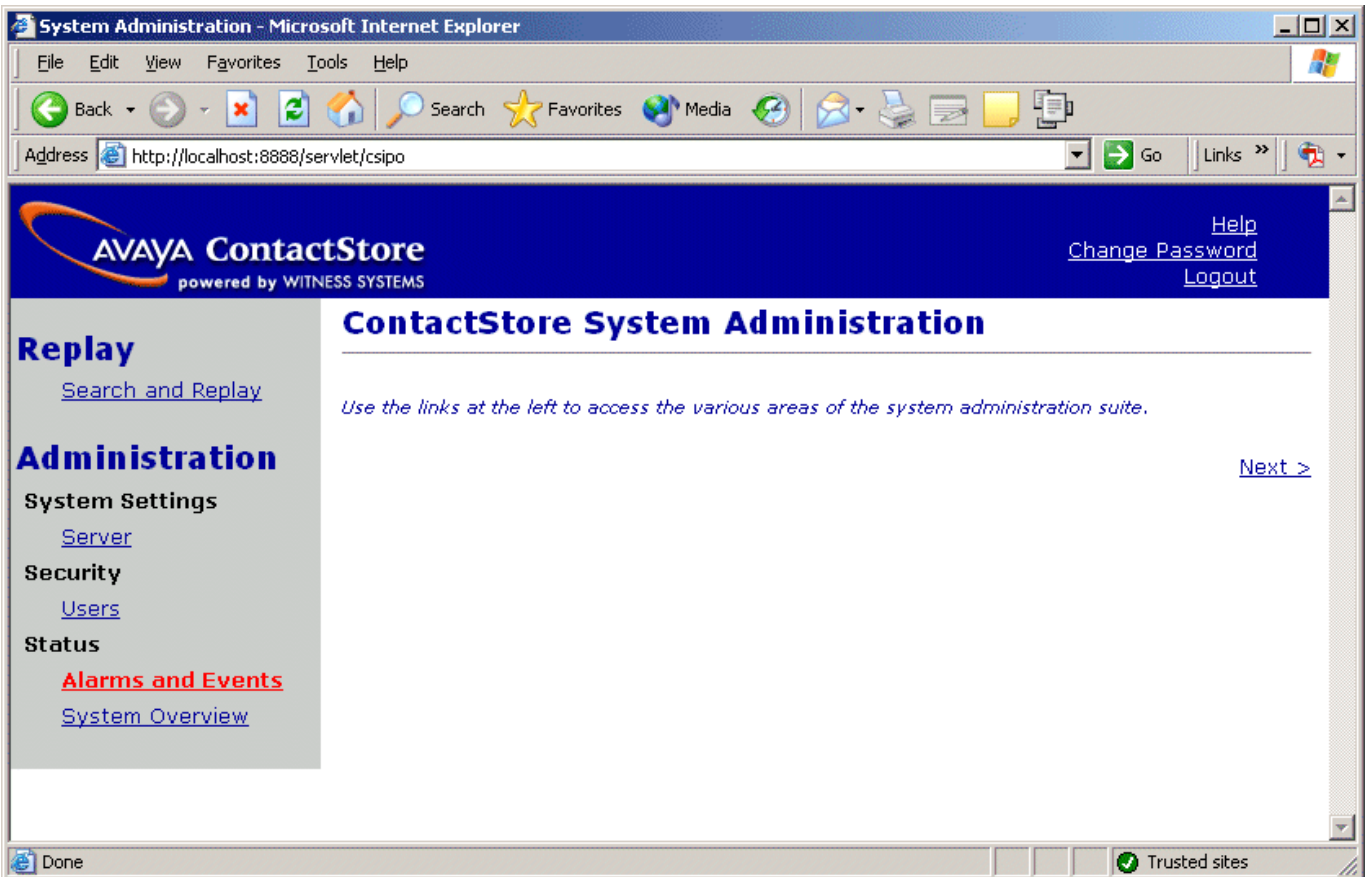 System Administration - Microsoft Internet Explorer
File Edit View Favorites Tools Help
Back Search Favorites Media
Address http://localhost:8888/servlet/csipo Go Links »
AVAYA ContactStore
powered by WITNESS SYSTEMS
Help
Change Password
Logout
Replay
Search and Replay
Administration
System Settings
Server
Security
Users
Status
Alarms and Events
System Overview
ContactStore System Administration
Use the links at the left to access the various areas of the system administration suite.
Next >
Done Trusted sites